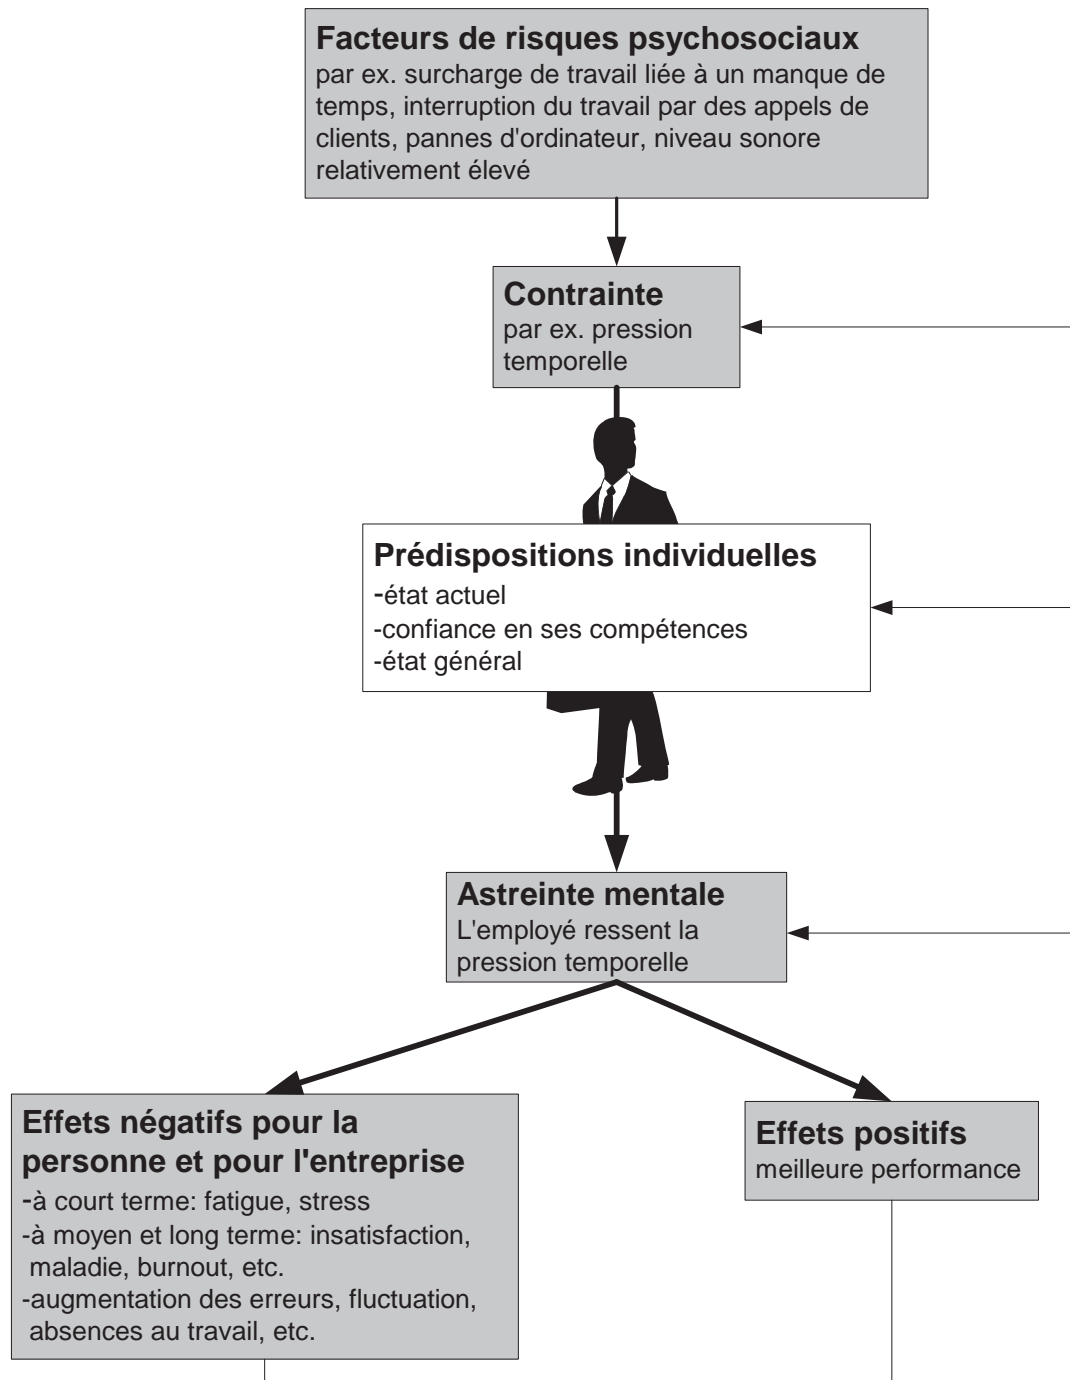 Facteurs de risques psychosociaux
par ex. surcharge de travail liée à un manque de
temps, interruption du travail par des appels de
clients, pannes d'ordinateur, niveau sonore
relativement élevé
Contrainte
par ex. pression
temporelle
Prédispositions individuelles
-état actuel
-confiance en ses compétences
-état général
Astreinte mentale
L'employé ressent la
pression temporelle
Effets négatifs pour la
personne et pour l'entreprise
-à court terme: fatigue, stress
-à moyen et long terme: insatisfaction,
maladie, burnout, etc.
-augmentation des erreurs, fluctuation,
absences au travail, etc.
Effets positifs
meilleure performance